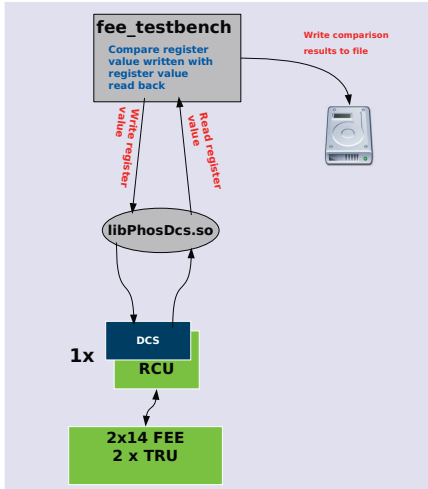 fee_testbench
Compare register
value written with
register value
read back
Write comparison
results to file
Write register
value
Read register
value
libPhosDcs.so
DCS
1x
RCU
2x14 FEE
2 x TRU